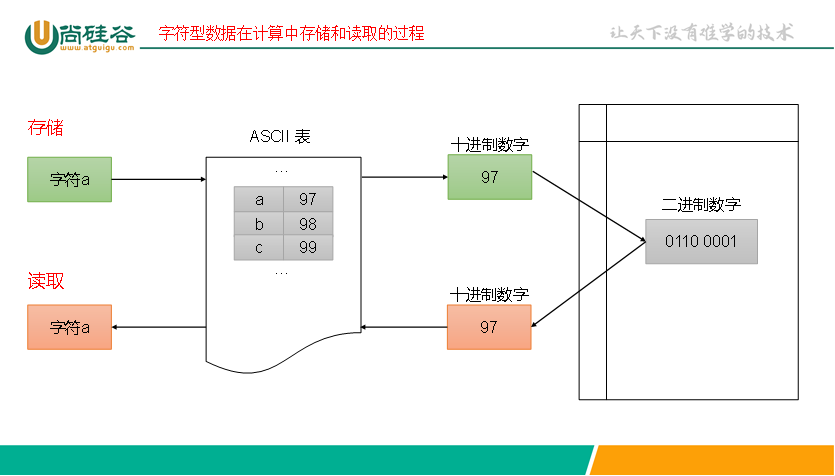 尚硅谷
www.atguigu.com
字符型数据在计算中存储和读取的过程
让天下没有难学的技术
存储
字符a
ASCII 表
...
a 97
b 98
c 99
...
十进制数字
97
二进制数字
0110 0001
读取
字符a
十进制数字
97